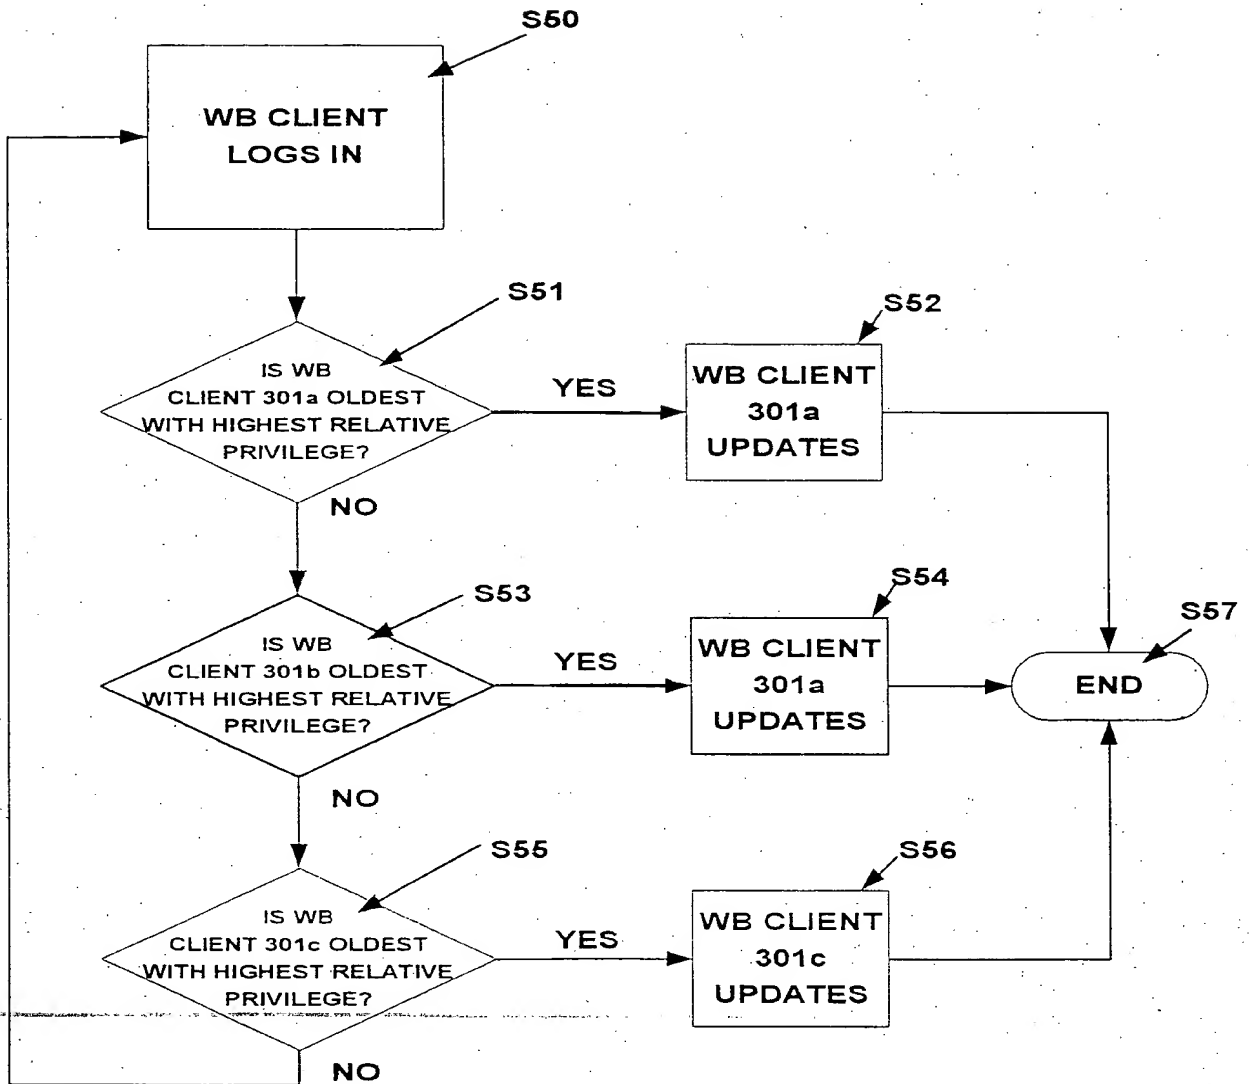 S50
WB CLIENT
LOGS IN
S51
IS WB
CLIENT 301a OLDEST
WITH HIGHEST RELATIVE
PRIVILEGE?
YES
S52
WB CLIENT
301a
UPDATES
NO
S53
IS WB
CLIENT 301b OLDEST
WITH HIGHEST RELATIVE
PRIVILEGE?
YES
S54
WB CLIENT
301a
UPDATES
S57
END
NO
S55
IS WB
CLIENT 301c OLDEST
WITH HIGHEST RELATIVE
PRIVILEGE?
YES
S56
WB CLIENT
301c
UPDATES
NO